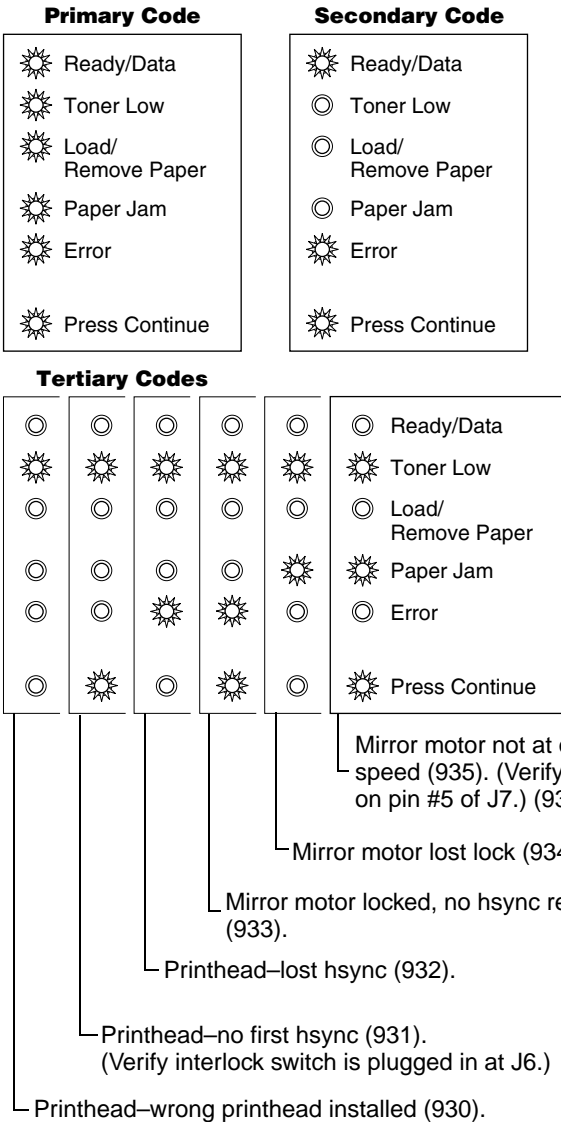 Primary Code
Ready/Data
Toner Low
Load/
Remove Paper
Paper Jam
Error
Press Continue
Secondary Code
Ready/Data
Toner Low
Load/
Remove Paper
Paper Jam
Error
Press Continue
Tertiary Codes
Ready/Data
Toner Low
Load/
Remove Paper
Paper Jam
Error
Press Continue
Mirror motor not at
speed (935). (Verify
on pin #5 of J7.)
Mirror motor lost lock (934
Mirror motor locked, no hsync
(933).
Printhead–lost hsync (932).
Printhead–no first hsync (931).
(Verify interlock switch is plugged in at J6.)
Printhead–wrong printhead installed (930).